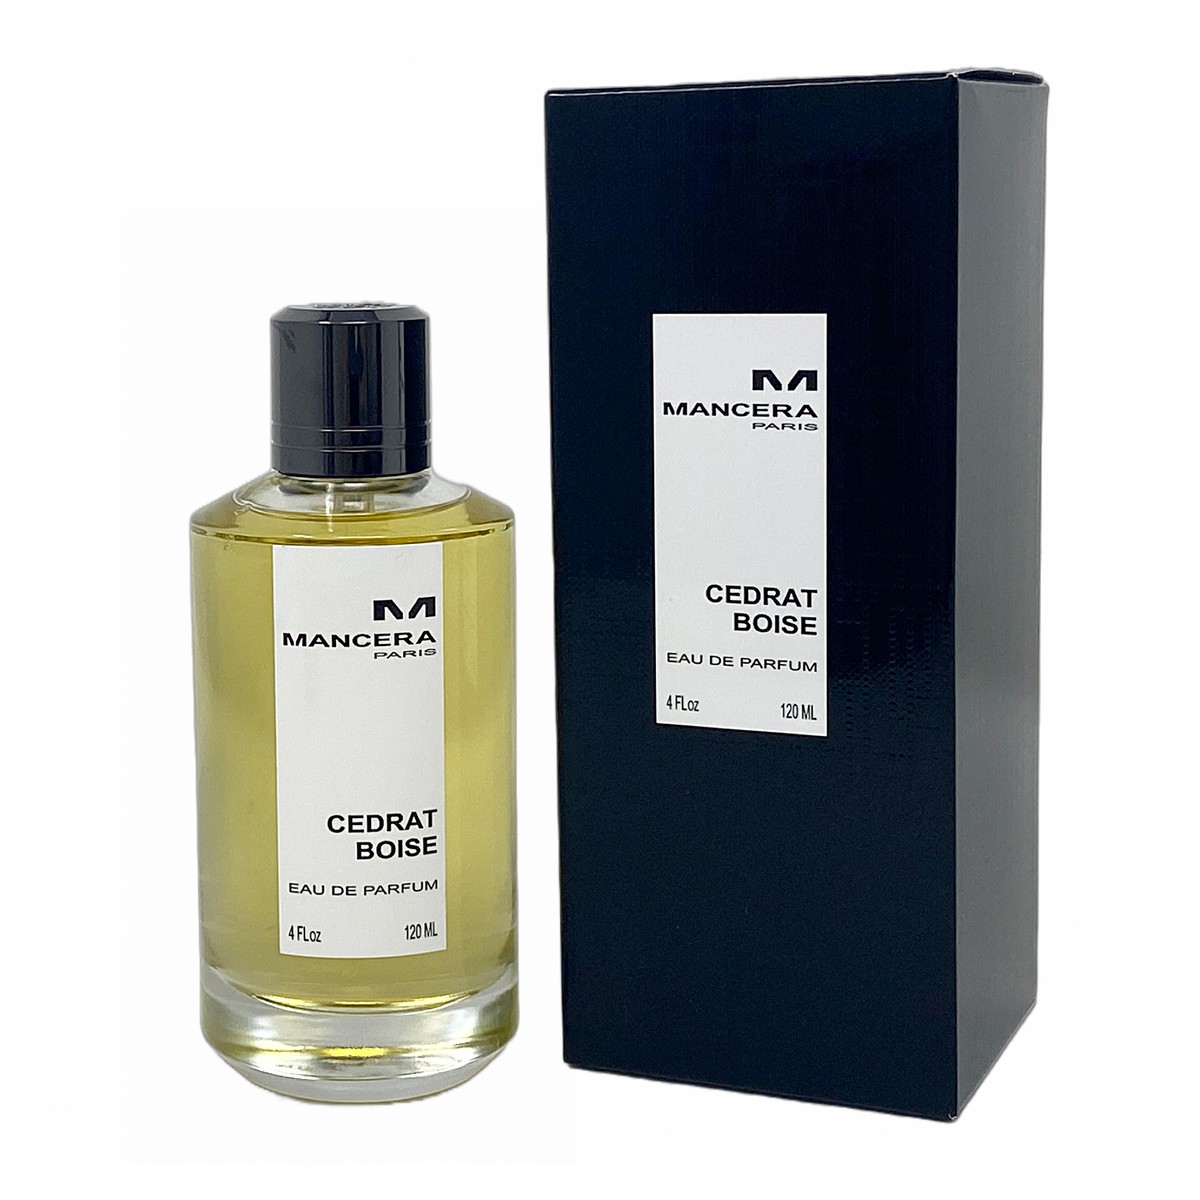 M
MANCERA
PARIS
CEDRAT
BOISE
EAU DE PARFUM
4 FLoz 120 ML
M
MANCERA
PARIS
CEDRAT
BOISE
EAU DE PARFUM
4 FLoz 120 ML